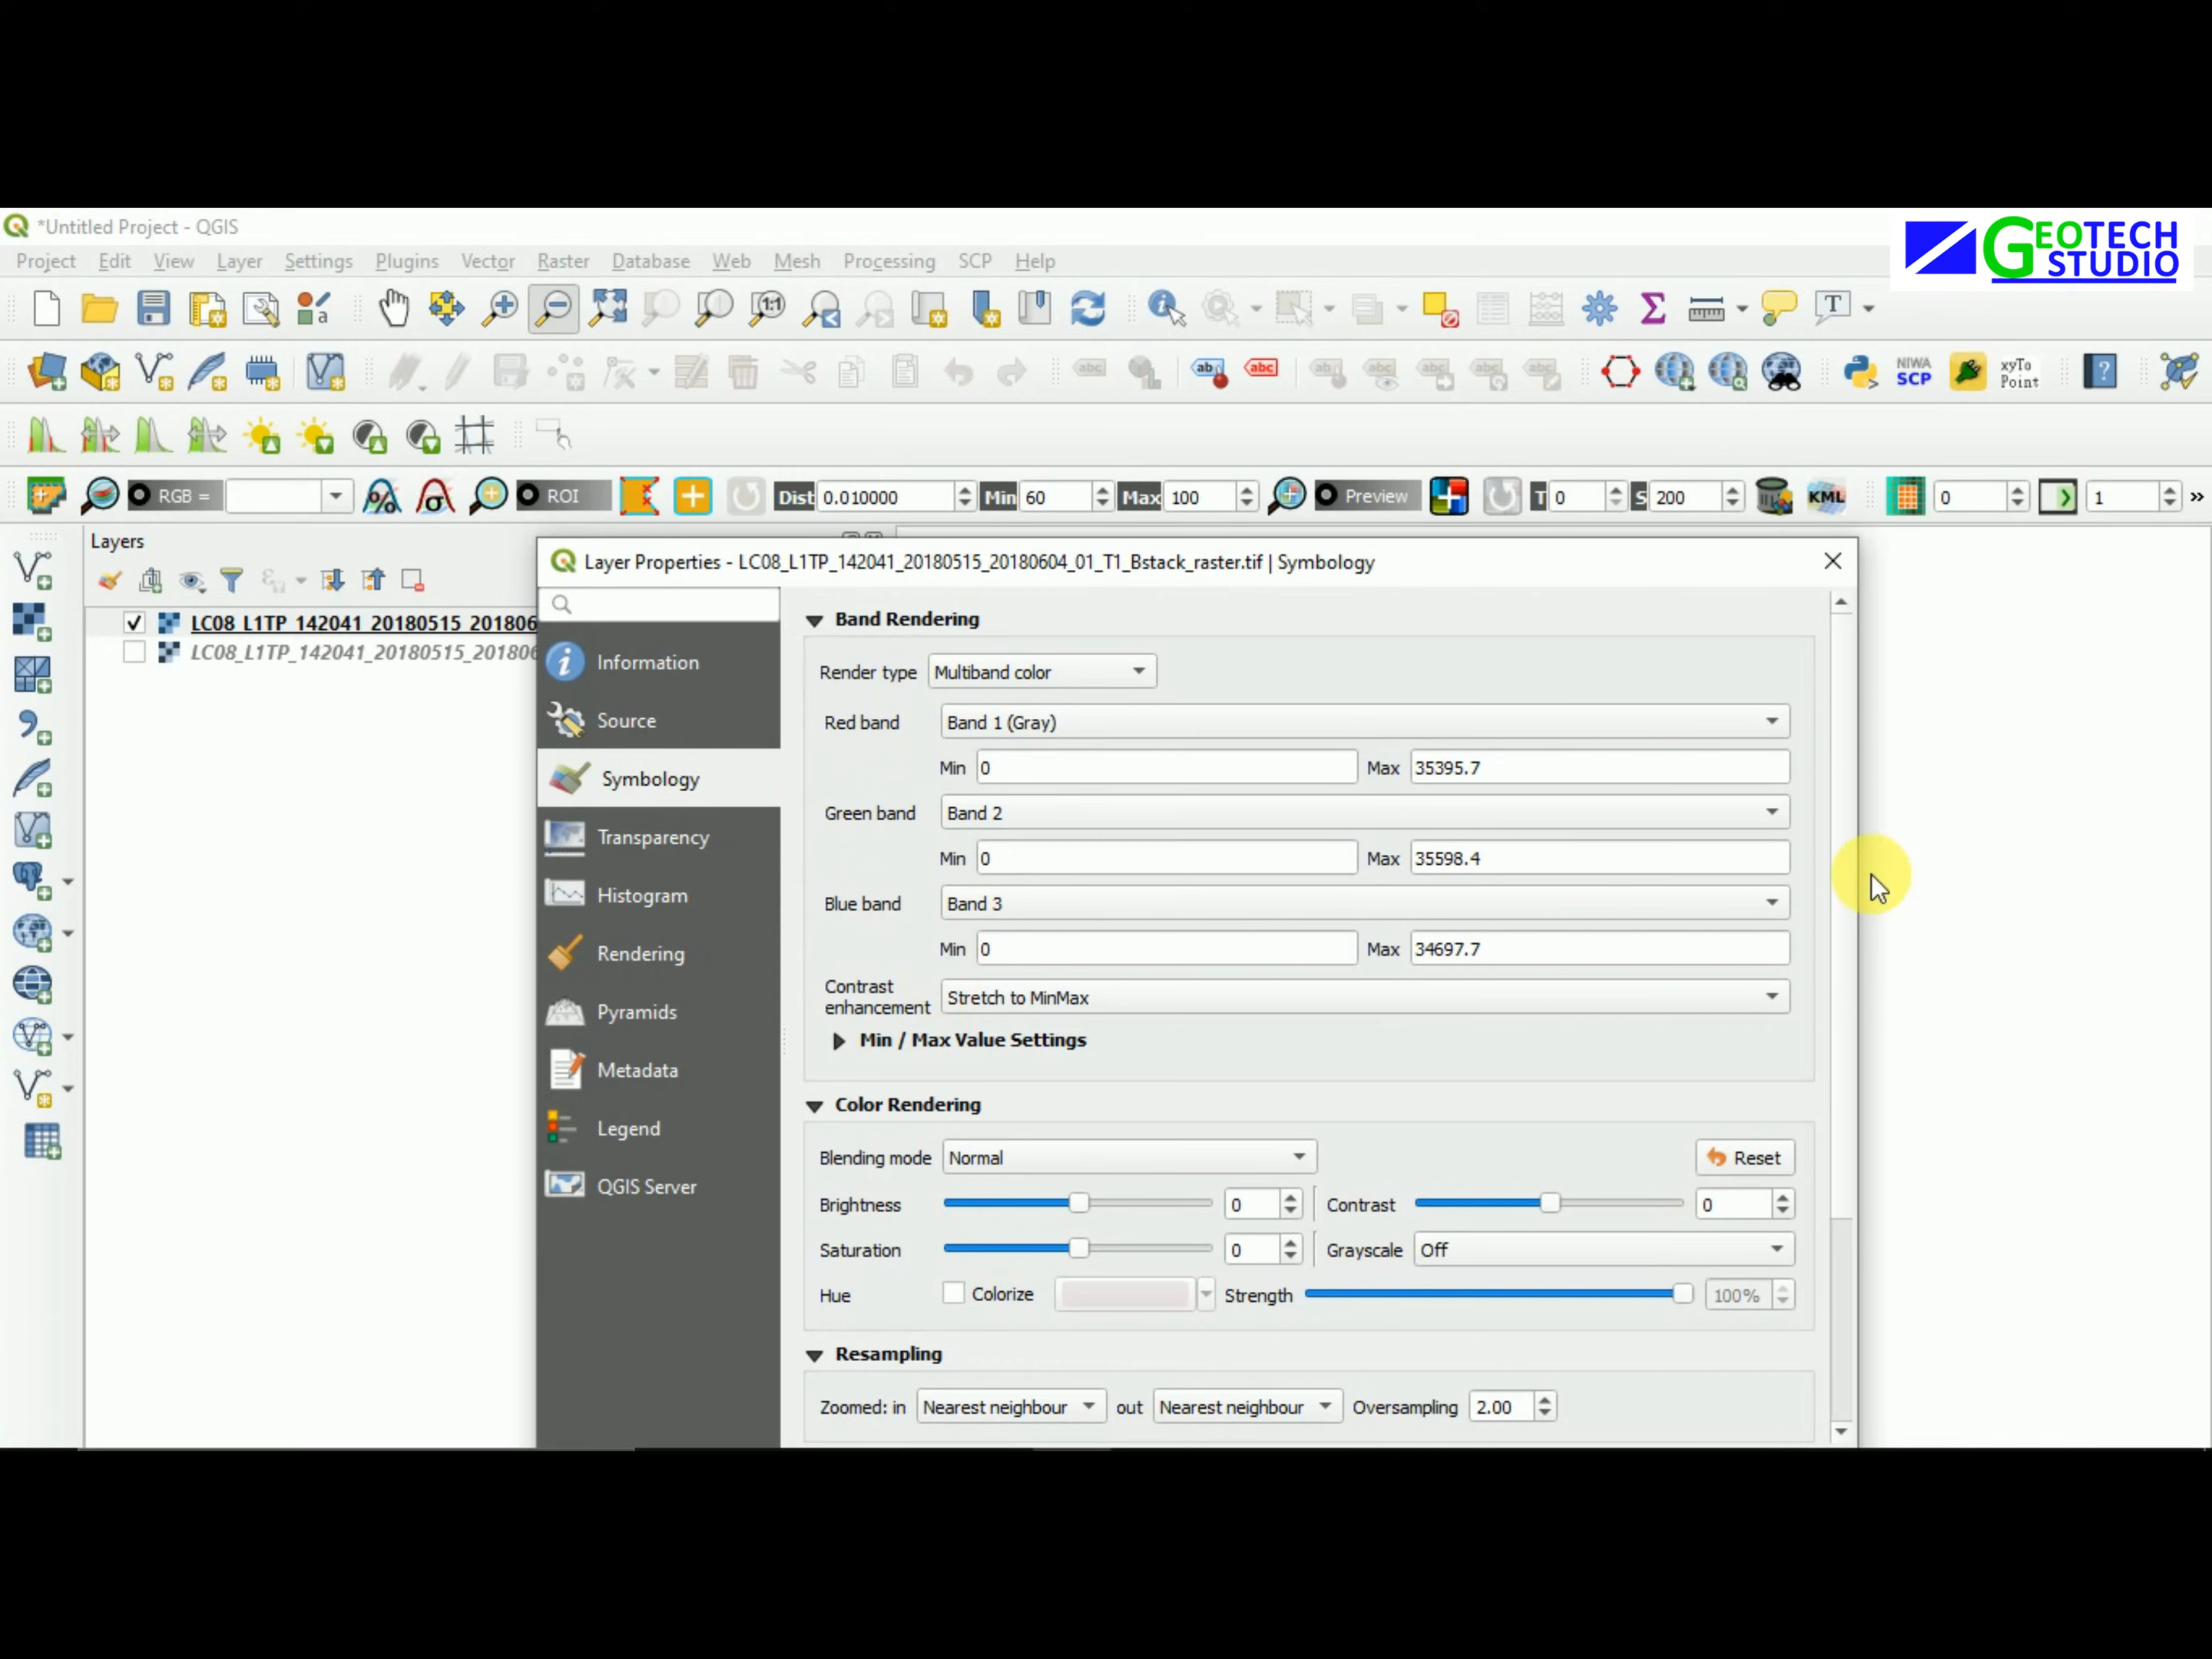 *Untitled Project - QGIS
GEOTECH
STUDIO
Project Edit View Layer Settings Plugins Vector Raster Database Web Mesh Processing SCP Help
1:1
T
abc ab abc
NIWA
SCP
xyTo
Point
RGB = ROI Dist 0.010000 Min 60 Max 100 Preview T 0 S 200 KML 0 1 »
Layers
Layer Properties - LC08_L1TP_142041_20180515_20180604_01_T1_Bstack_raster.tif | Symbology
LC08_L1TP_142041_20180515_201806
LC08_L1TP_142041_20180515_201806
Information
Source
Symbology
Transparency
Histogram
Rendering
Pyramids
Metadata
Legend
QGIS Server
Band Rendering
Render type Multiband color
Red band Band 1 (Gray)
Min 0 Max 35395.7
Green band Band 2
Min 0 Max 35598.4
Blue band Band 3
Min 0 Max 34697.7
Contrast
enhancement Stretch to MinMax
Min / Max Value Settings
Color Rendering
Blending mode Normal Reset
Brightness 0 Contrast 0
Saturation 0 Grayscale Off
Hue Colorize Strength 100%
Resampling
Zoomed: in Nearest neighbour out Nearest neighbour Oversampling 2.00